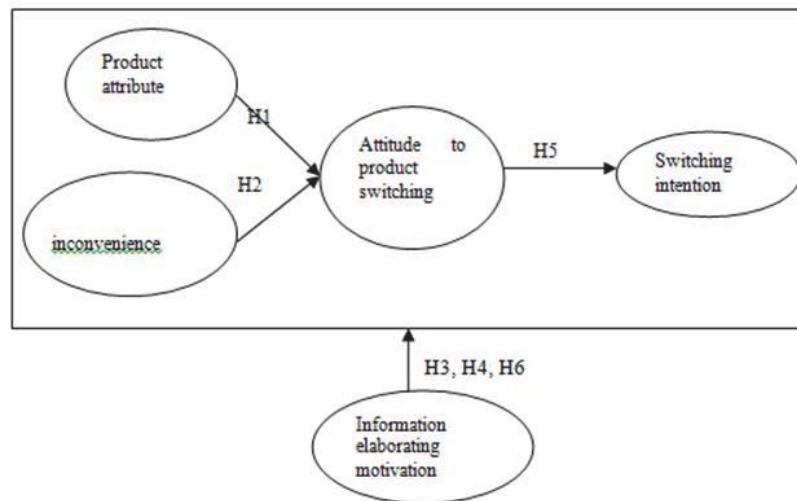 Product
attribute
H1
H2
inconvenience
Attitude to
product
switching
H5
Switching
intention
H3, H4, H6
Information
elaborating
motivation